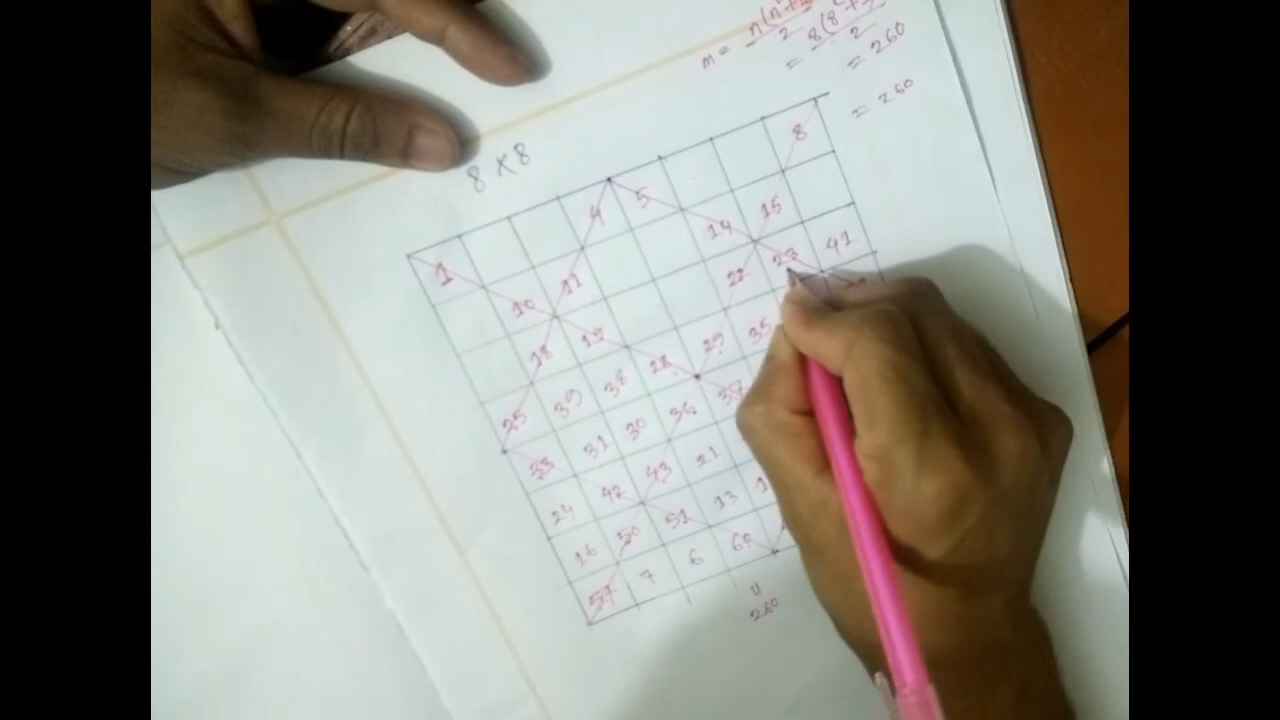 m = n(n²+1)/2
= 8(8²+1)/2
= 260
= 260
8 X 8
1 4 5 8
10 11 14 15
18 19 22 23 41
25 39 38 28 29 35
33 31 30 36 37
24 42 43 21
16 50 51 13
57 7 6 60
260